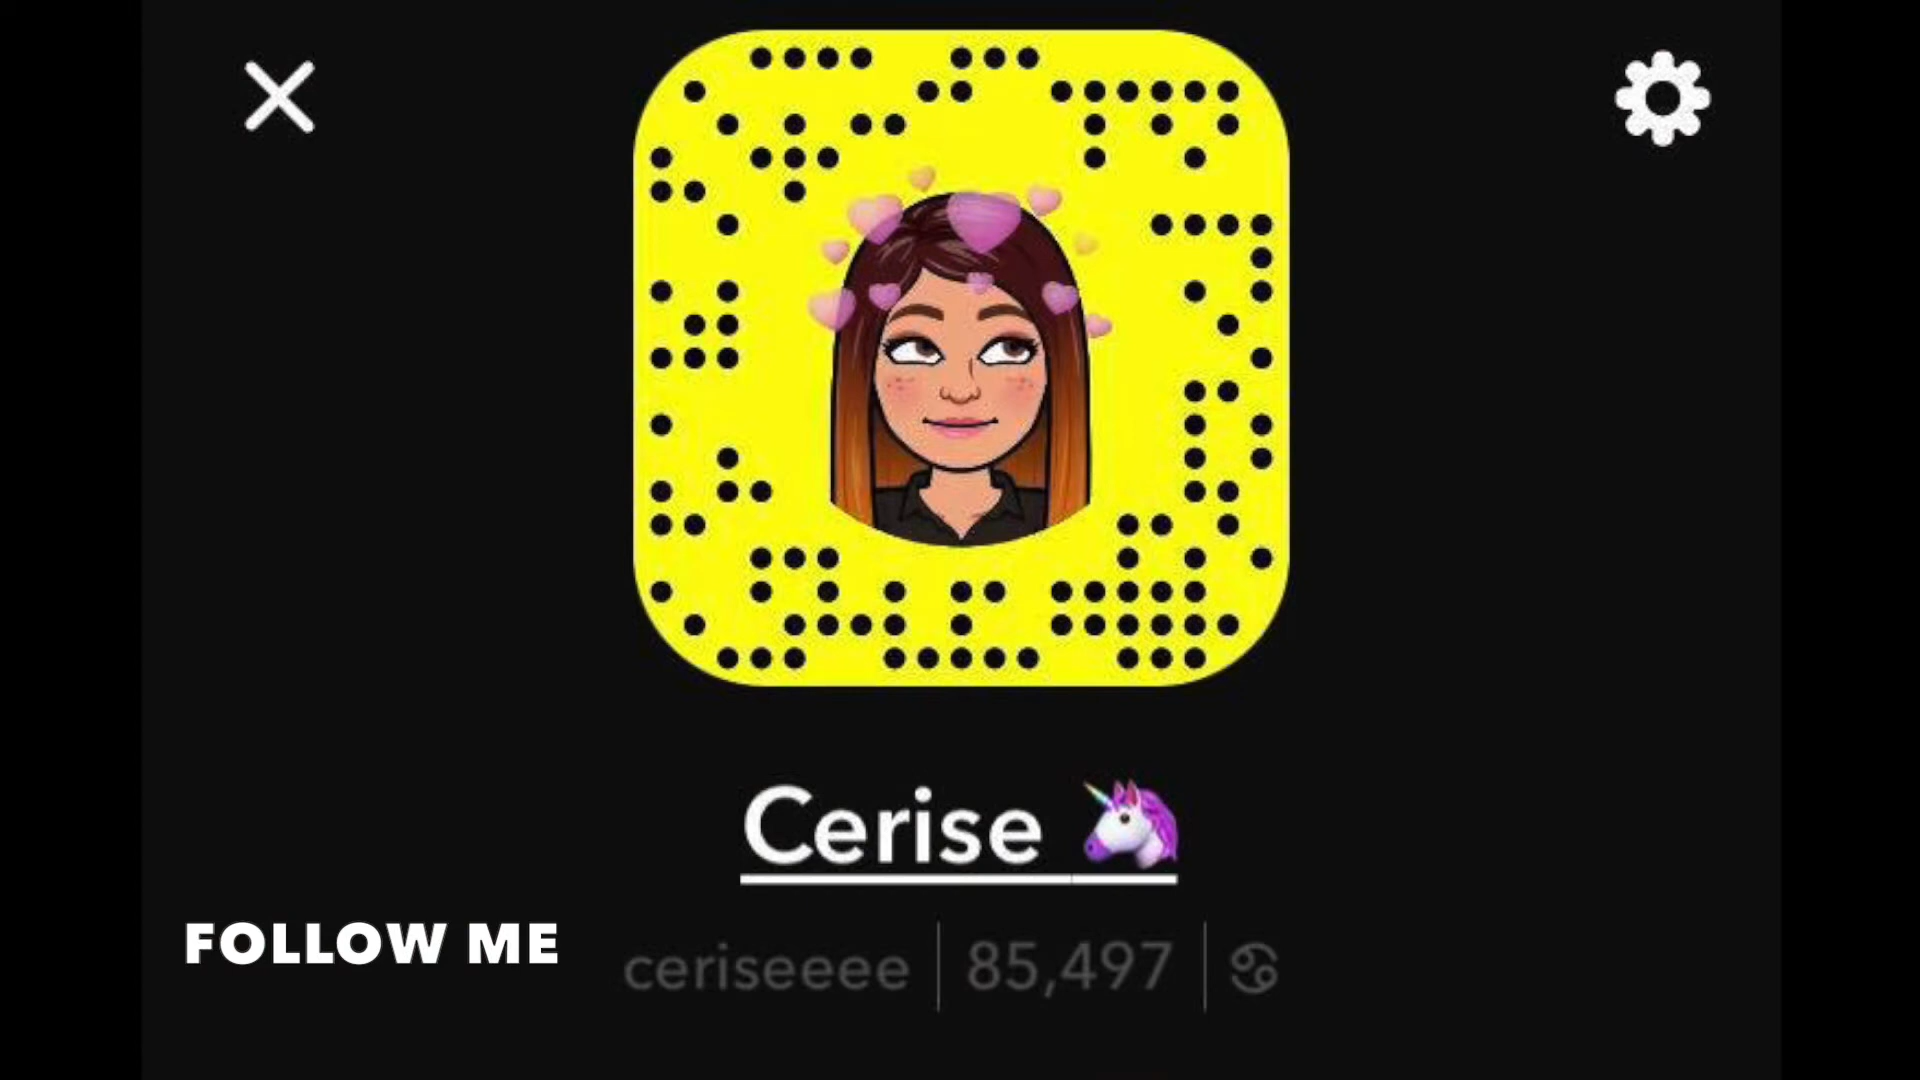 Cerise 🦄
FOLLOW ME
ceriseeee | 85,497 | ♋